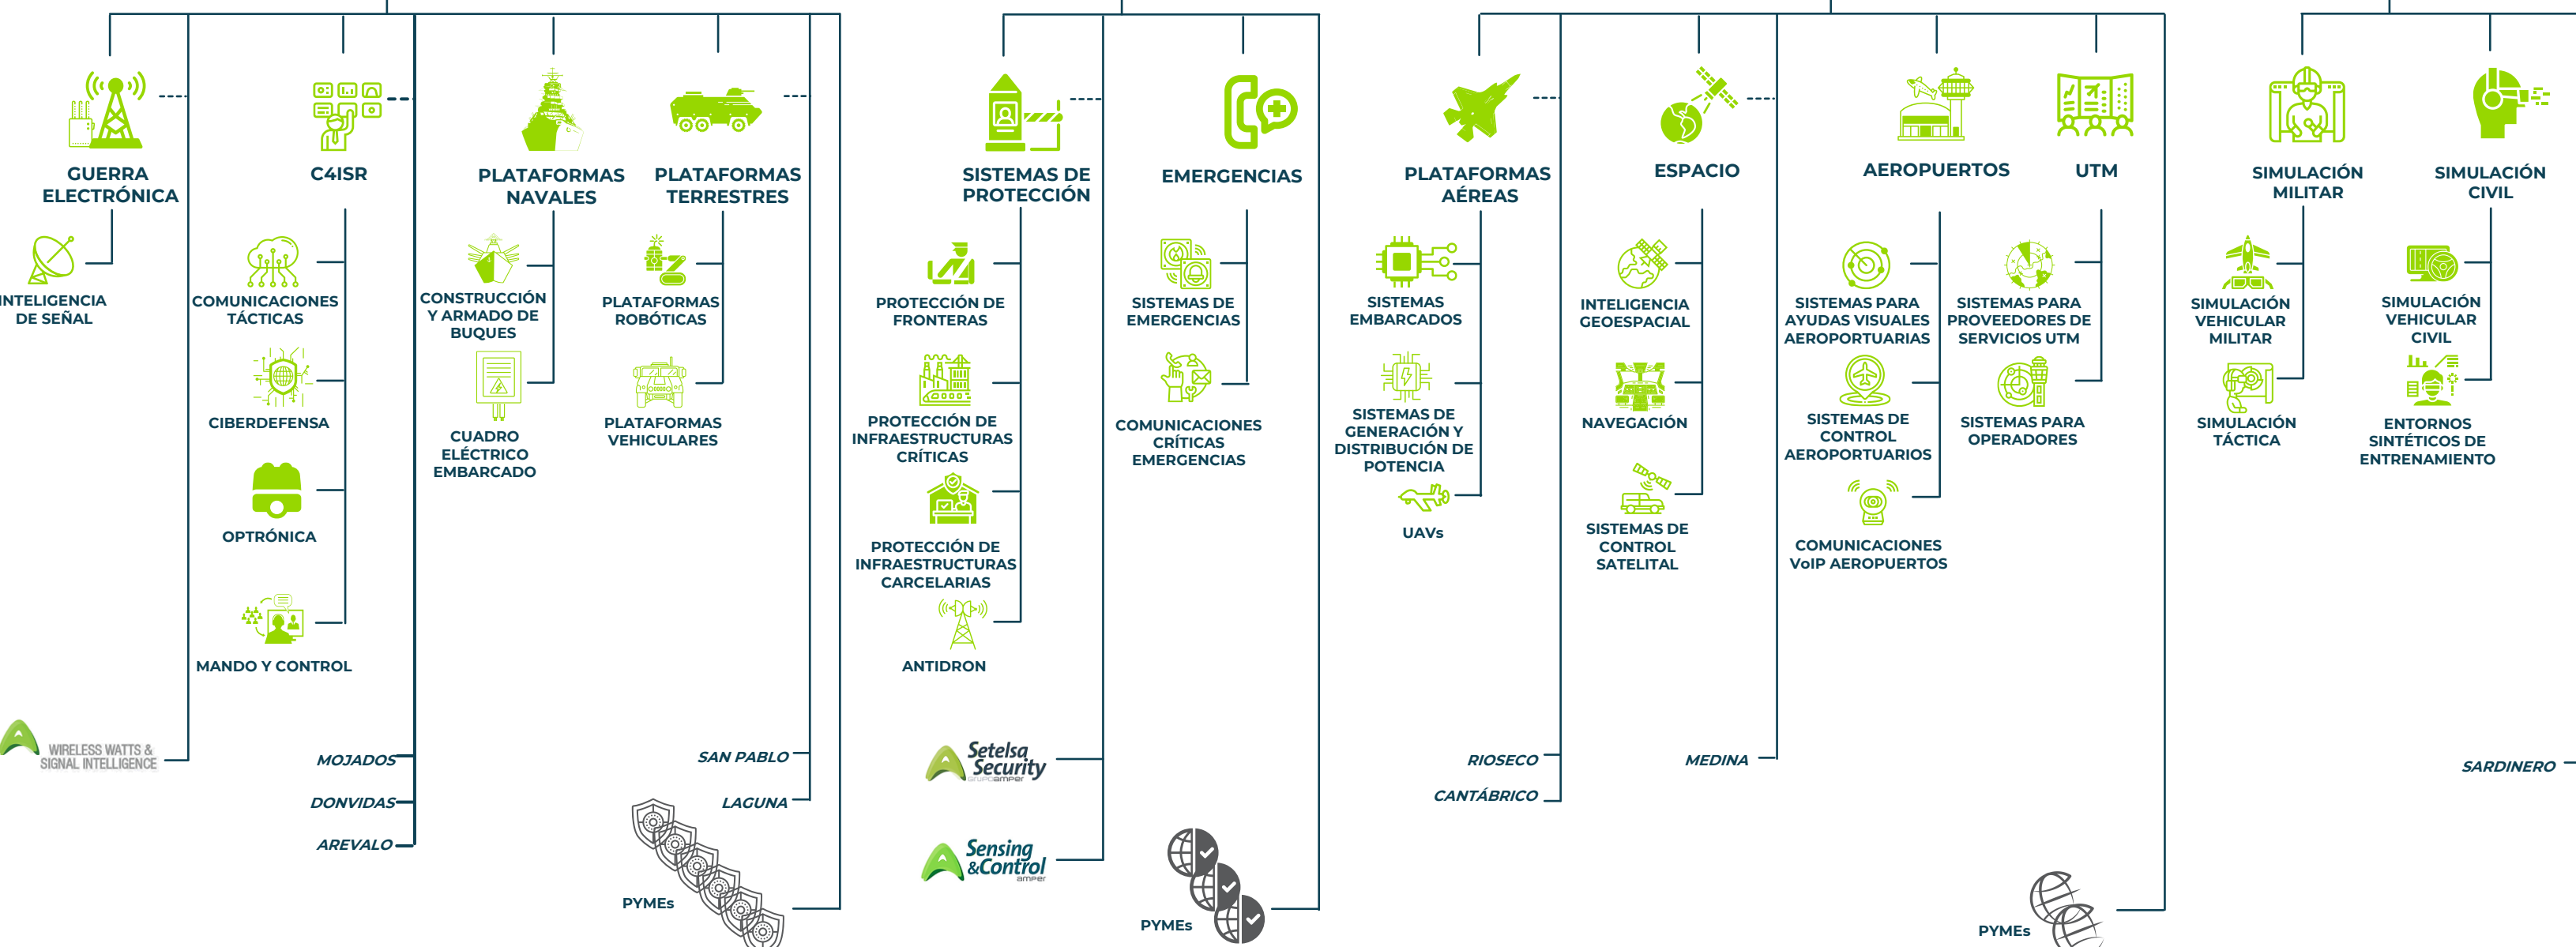 GUERRA
ELECTRÓNICA
INTELIGENCIA
DE SEÑAL
WIRELESS WATTS &
SIGNAL INTELLIGENCE
C4ISR
COMUNICACIONES
TÁCTICAS
CIBERDEFENSA
OPTRÓNICA
MANDO Y CONTROL
MOJADOS
DONVIDAS
AREVALO
PLATAFORMAS
NAVALES
CONSTRUCCIÓN
Y ARMADO DE
BUQUES
CUADRO
ELÉCTRICO
EMBARCADO
PLATAFORMAS
TERRESTRES
PLATAFORMAS
ROBÓTICAS
PLATAFORMAS
VEHICULARES
SAN PABLO
LAGUNA
PYMEs
SISTEMAS DE
PROTECCIÓN
PROTECCIÓN DE
FRONTERAS
PROTECCIÓN DE
INFRAESTRUCTURAS
CRÍTICAS
PROTECCIÓN DE
INFRAESTRUCTURAS
CARCELARIAS
ANTIDRON
Setelsa
Security
GRUPOAMPER
Sensing
&Control
amper
EMERGENCIAS
SISTEMAS DE
EMERGENCIAS
COMUNICACIONES
CRÍTICAS
EMERGENCIAS
PYMEs
PLATAFORMAS
AÉREAS
SISTEMAS
EMBARCADOS
SISTEMAS DE
GENERACIÓN Y
DISTRIBUCIÓN DE
POTENCIA
UAVs
RIOSECO
CANTÁBRICO
ESPACIO
INTELIGENCIA
GEOESPACIAL
NAVEGACIÓN
SISTEMAS DE
CONTROL
SATELITAL
MEDINA
AEROPUERTOS
SISTEMAS PARA
AYUDAS VISUALES
AEROPORTUARIAS
SISTEMAS DE
CONTROL
AEROPORTUARIOS
COMUNICACIONES
VoIP AEROPUERTOS
UTM
SISTEMAS PARA
PROVEEDORES DE
SERVICIOS UTM
SISTEMAS PARA
OPERADORES
PYMEs
SIMULACIÓN
MILITAR
SIMULACIÓN
VEHICULAR
MILITAR
SIMULACIÓN
TÁCTICA
SIMULACIÓN
CIVIL
SIMULACIÓN
VEHICULAR
CIVIL
ENTORNOS
SINTÉTICOS DE
ENTRENAMIENTO
SARDINERO